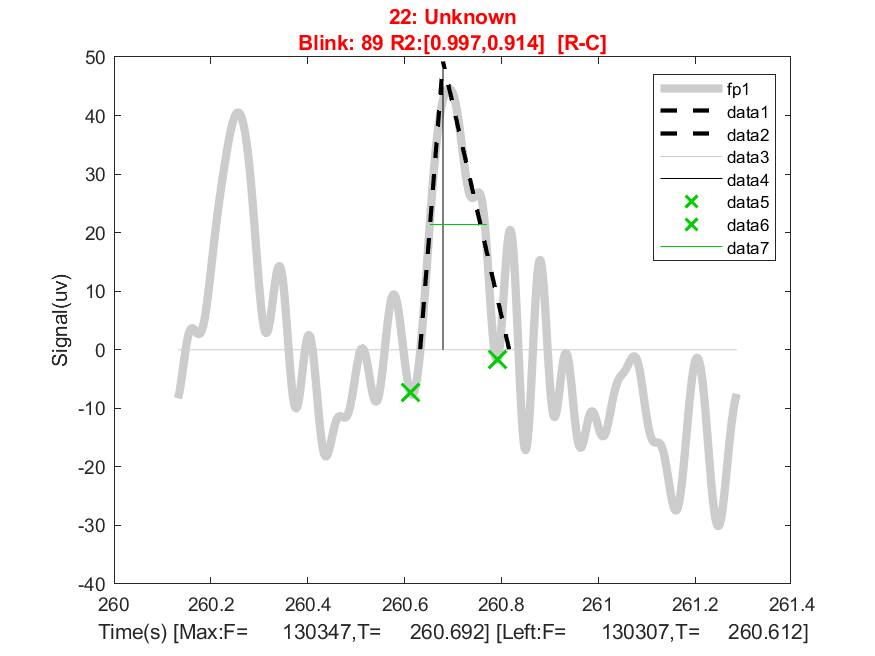 22: Unknown
Blink: 89 R2:[0.997,0.914]  [R-C]
50
40
30
20
10
0
-10
-20
-30
-40
Signal(uv)
fp1
data1
data2
data3
data4
data5
data6
data7
260 260.2 260.4 260.6 260.8 261 261.2 261.4
Time(s) [Max:F= 130347,T= 260.692] [Left:F= 130307,T= 260.612]